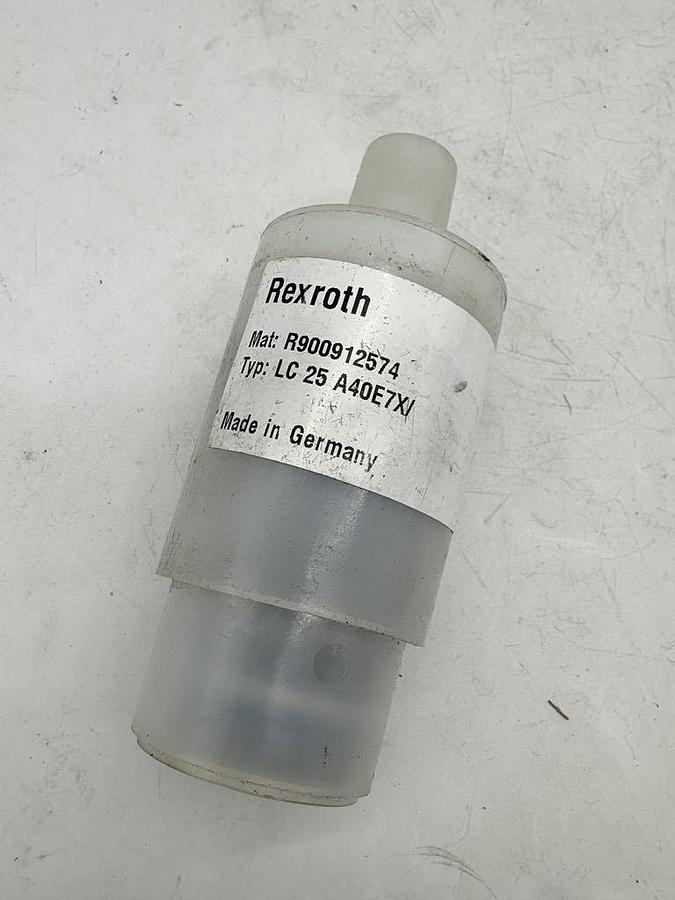 Rexroth
Mat: R900912574
Typ: LC 25 A40E7X/
Made in Germany